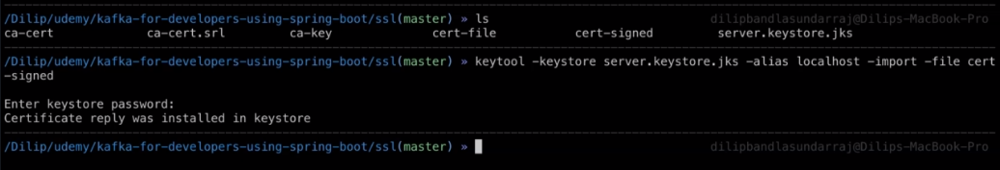 /Dilip/udemy/kafka-for-developers-using-spring-boot/ssl(master) » ls dilipbandlasundarraj@Dilips-MacBook-Pro
ca-cert ca-cert.srl ca-key cert-file cert-signed server.keystore.jks
/Dilip/udemy/kafka-for-developers-using-spring-boot/ssl(master) » keytool -keystore server.keystore.jks -alias localhost -import -file cert
-signed
Enter keystore password:
Certificate reply was installed in keystore
/Dilip/udemy/kafka-for-developers-using-spring-boot/ssl(master) » dilipbandlasundarraj@Dilips-MacBook-Pro